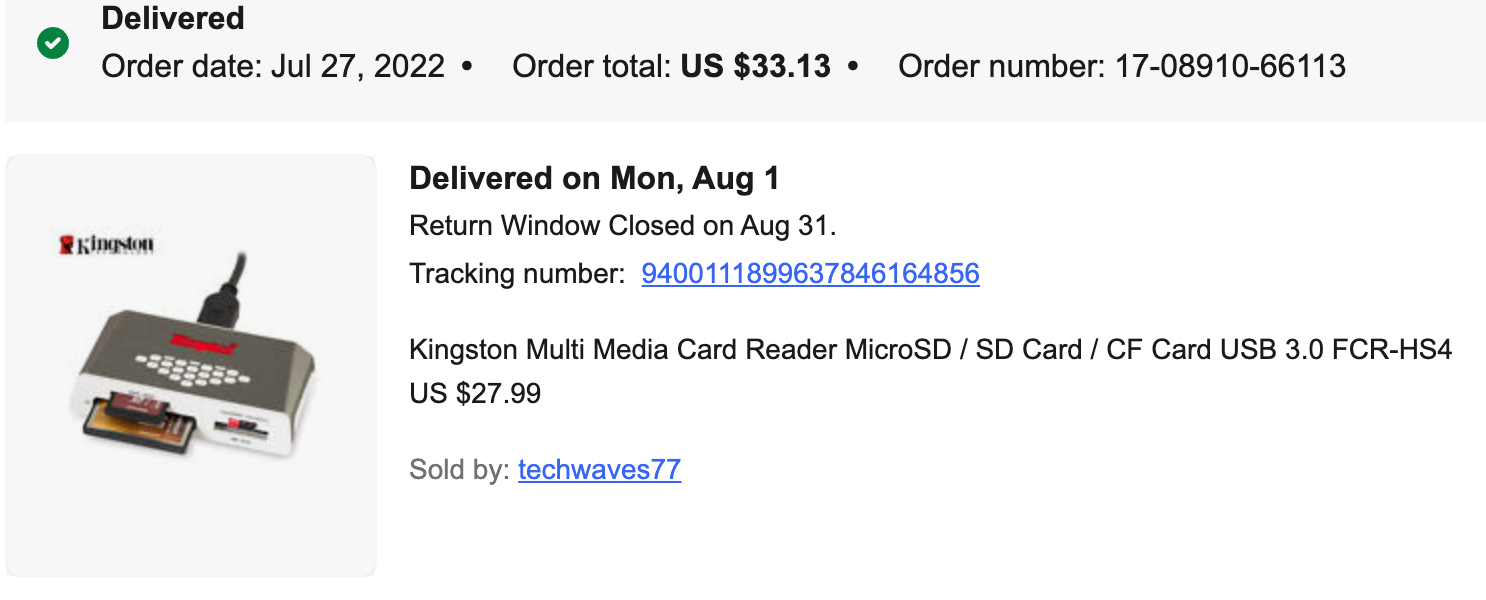 Delivered
Order date: Jul 27, 2022 • Order total: US $33.13 • Order number: 17-08910-66113
Kingston
Delivered on Mon, Aug 1
Return Window Closed on Aug 31.
Tracking number: 9400111899637846164856
Kingston Multi Media Card Reader MicroSD / SD Card / CF Card USB 3.0 FCR-HS4
US $27.99
Sold by: techwaves77